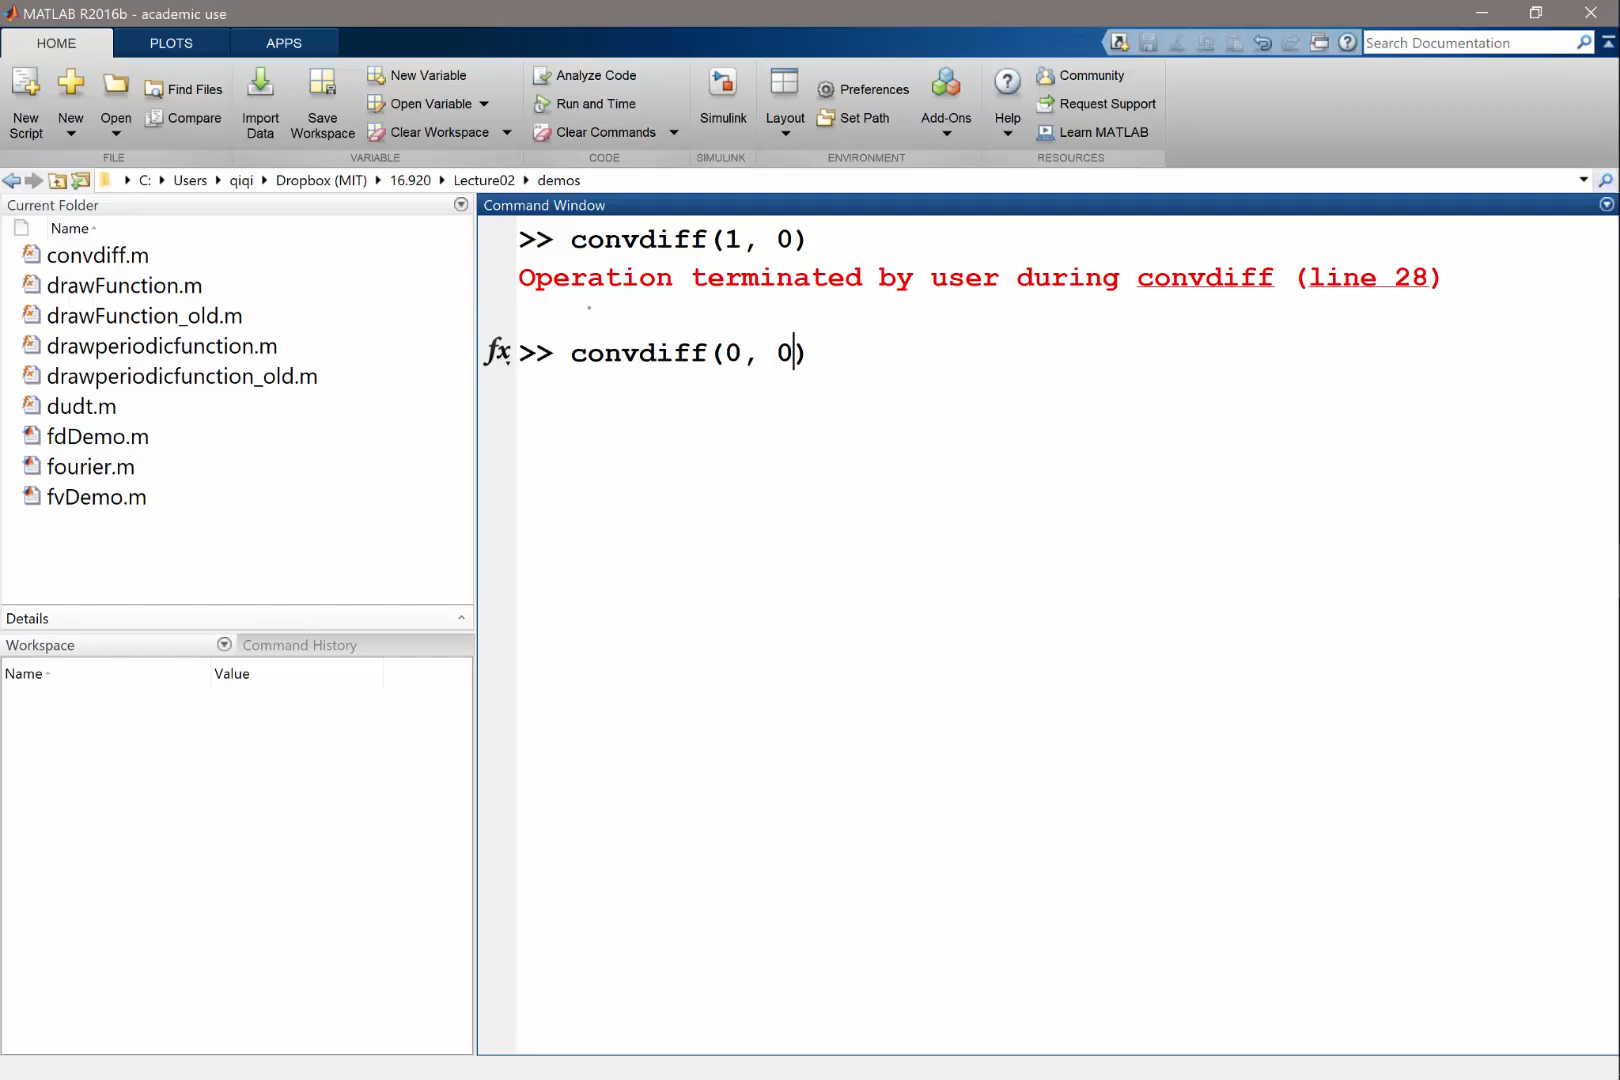 MATLAB R2016b - academic use
HOME PLOTS APPS
Search Documentation
New Script
New
Open
Find Files
Compare
FILE
Import Data
Save Workspace
New Variable
Open Variable
Clear Workspace
VARIABLE
Analyze Code
Run and Time
Clear Commands
CODE
Simulink
SIMULINK
Layout
Preferences
Set Path
Add-Ons
ENVIRONMENT
Help
Community
Request Support
Learn MATLAB
RESOURCES
C: Users qiqi Dropbox (MIT) 16.920 Lecture02 demos
Current Folder
Name
convdiff.m
drawFunction.m
drawFunction_old.m
drawperiodicfunction.m
drawperiodicfunction_old.m
dudt.m
fdDemo.m
fourier.m
fvDemo.m
Details
Workspace Command History
Name Value
Command Window
>> convdiff(1, 0)
Operation terminated by user during convdiff (line 28)
fx >> convdiff(0, 0)